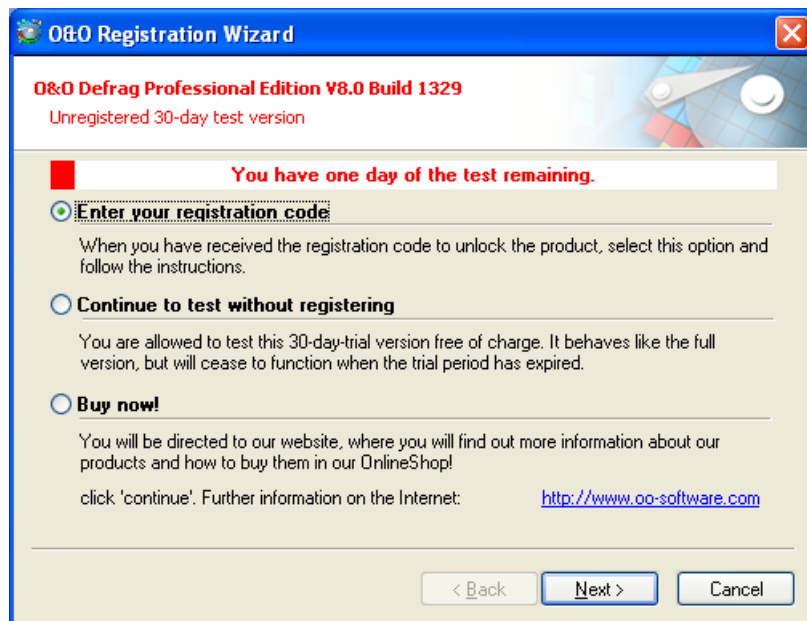 O&O Registration Wizard
O&O Defrag Professional Edition V8.0 Build 1329
Unregistered 30-day test version
You have one day of the test remaining.
Enter your registration code
When you have received the registration code to unlock the product, select this option and
follow the instructions.
Continue to test without registering
You are allowed to test this 30-day-trial version free of charge. It behaves like the full
version, but will cease to function when the trial period has expired.
Buy now!
You will be directed to our website, where you will find out more information about our
products and how to buy them in our OnlineShop!
click 'continue'. Further information on the Internet: http://www.oo-software.com
< Back Next > Cancel